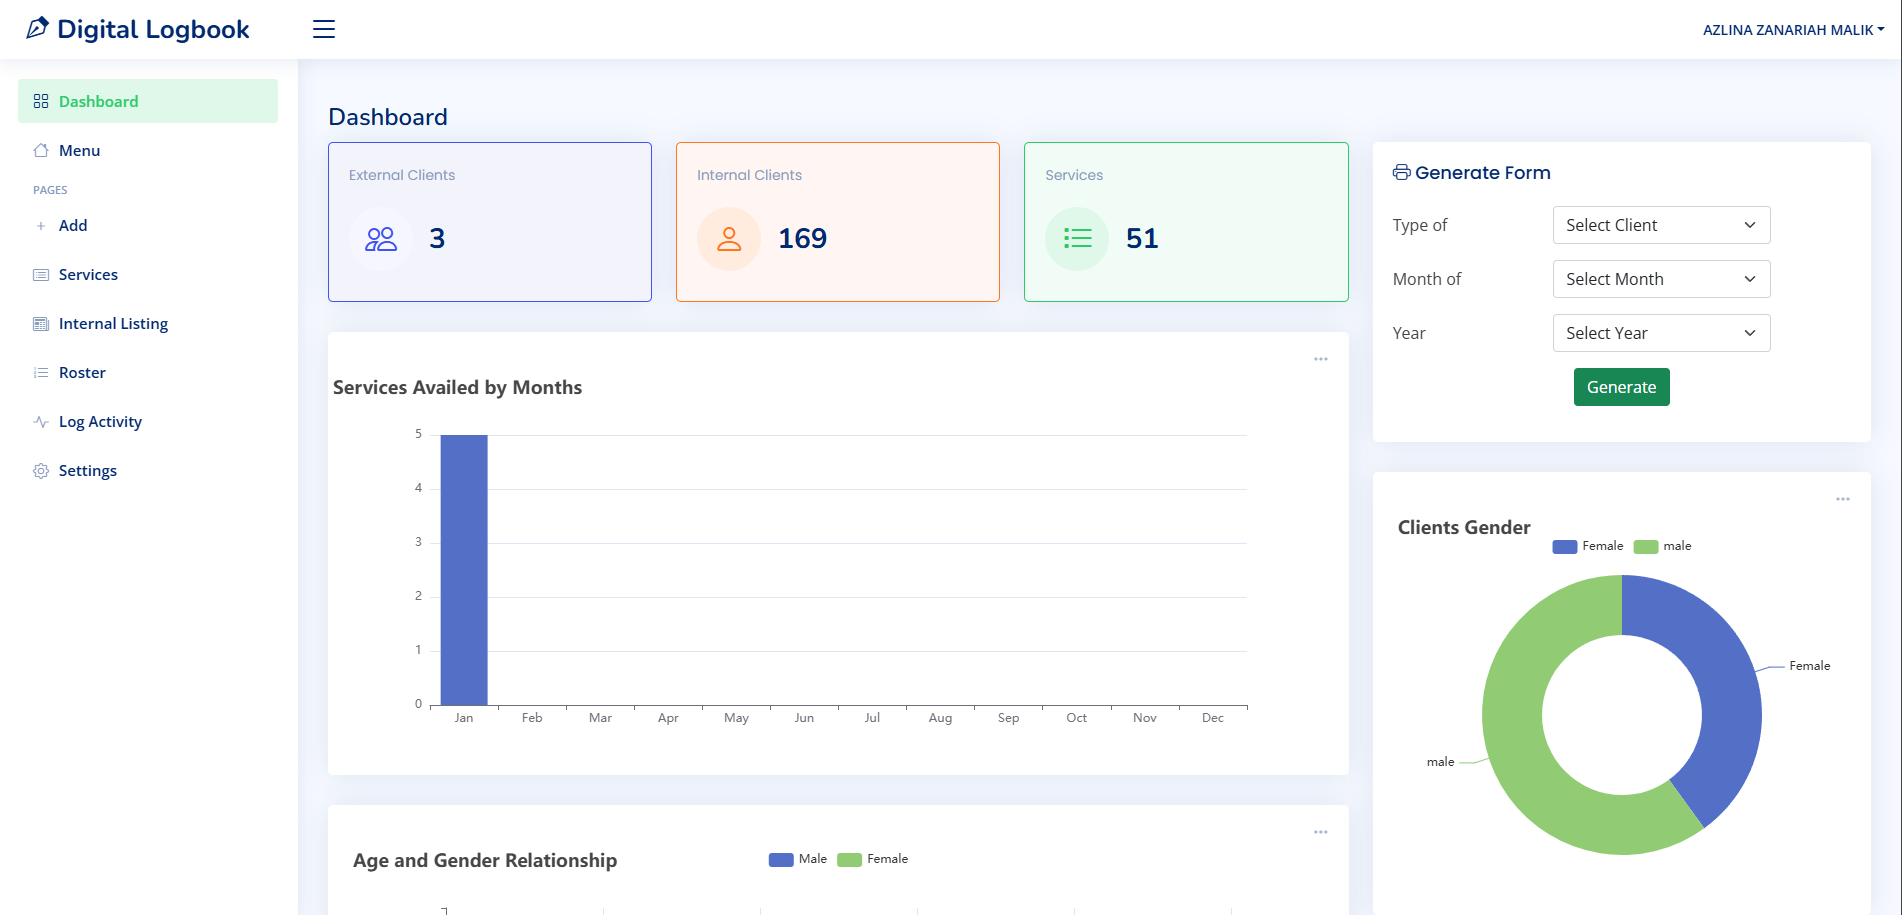 Digital Logbook
AZLINA ZANARIAH MALIK
Dashboard
Menu
PAGES
Add
Services
Internal Listing
Roster
Log Activity
Settings
Dashboard
External Clients
3
Internal Clients
169
Services
51
Generate Form
Type of
Select Client
Month of
Select Month
Year
Select Year
Generate
Services Availed by Months
5
4
3
2
1
0
Jan Feb Mar Apr May Jun Jul Aug Sep Oct Nov Dec
Clients Gender
Female male
Female
male
Age and Gender Relationship
Male Female